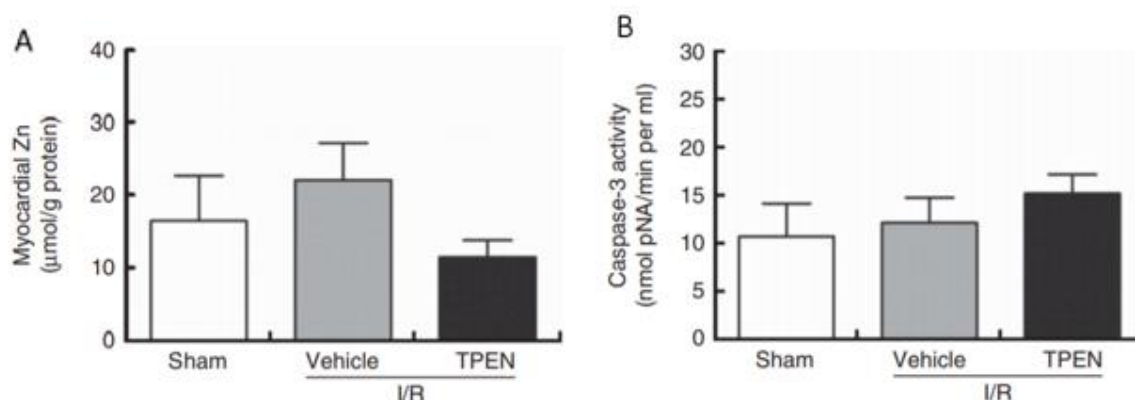 A
Myocardial Zn
(μmol/g protein)
40
30
20
10
0
Sham
Vehicle
TPEN
I/R
B
Caspase-3 activity
(nmol pNA/min per ml)
30
25
20
15
10
5
0
Sham
Vehicle
TPEN
I/R